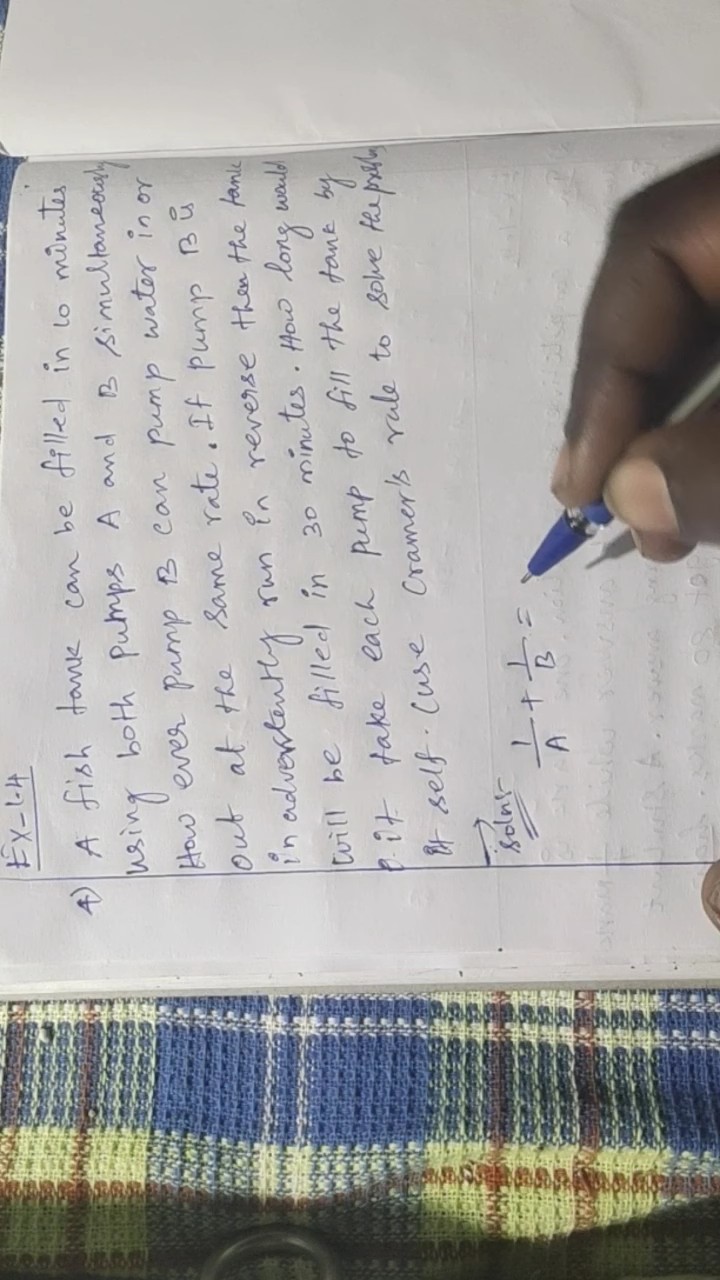 Ex-1.4
4) A fish tank can be filled in 10 minutes
using both pumps A and B simultaneously
How ever pump B can pump water in or
out at the same rate. If pump B is
inadvertently run in reverse then the tank
will be filled in 30 minutes. How long would
it take each pump to fill the tank by
it self. (use Cramer's rule to solve the
soln:-
1/A + 1/B =